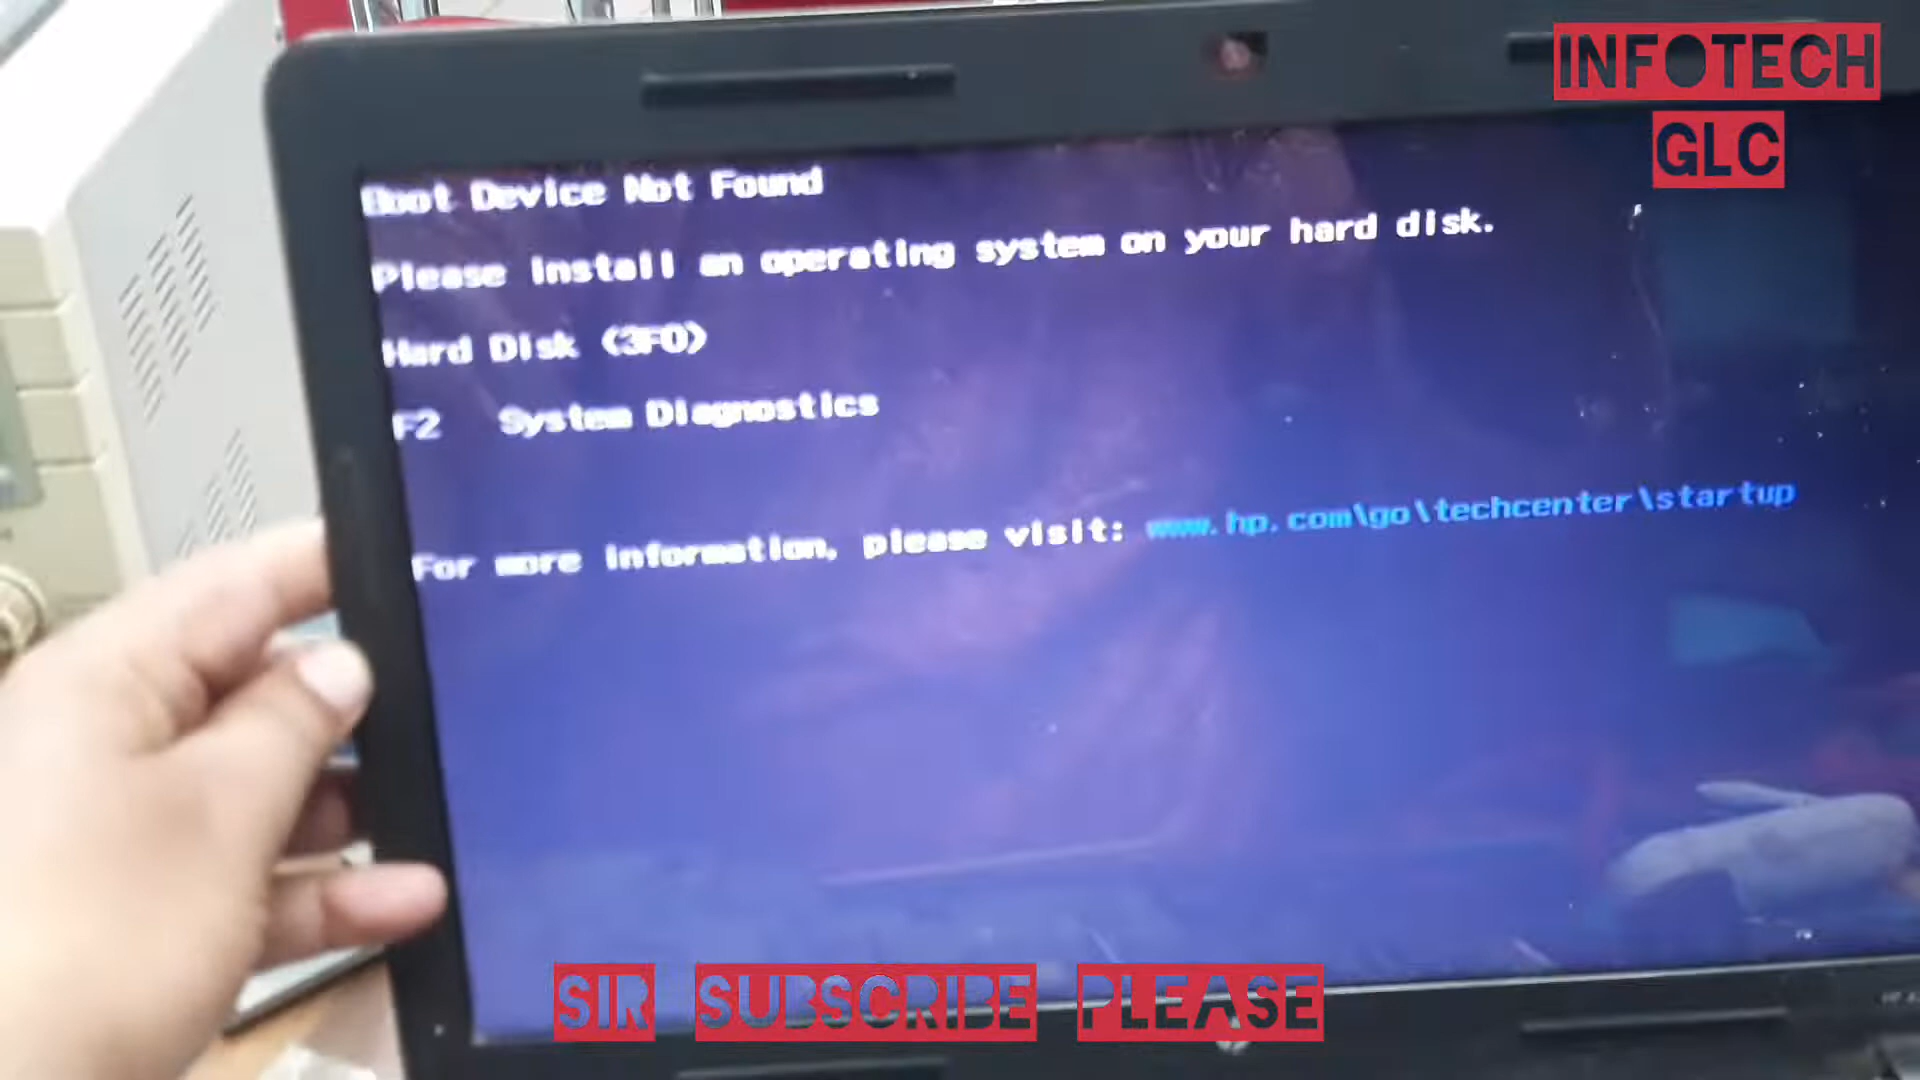 INFOTECH
GLC
Boot Device Not Found
Please install an operating system on your hard disk.
Hard Disk (3F0)
F2 System Diagnostics
For more information, please visit: www.hp.com\go\techcenter\startup
SIR SUBSCRIBE PLEASE
hp